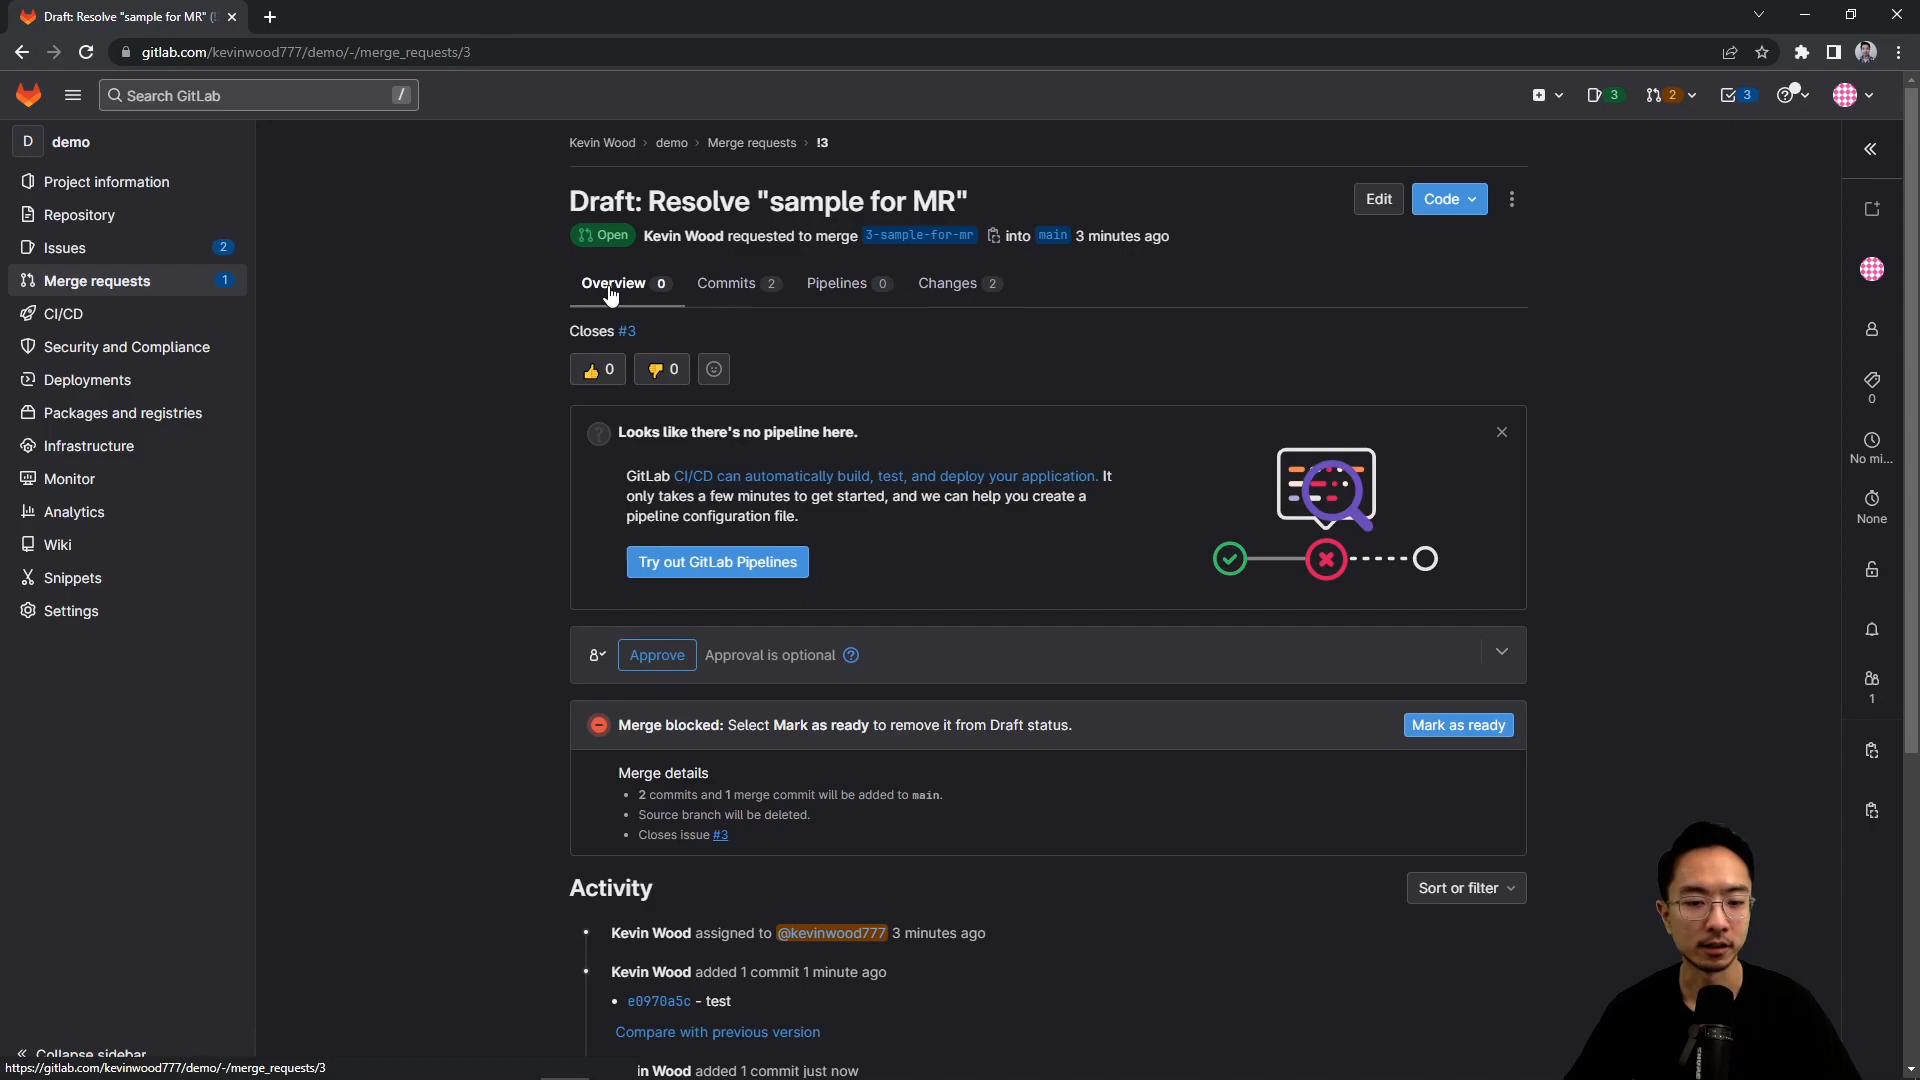 Draft: Resolve "sample for MR" (!
gitlab.com/kevinwood777/demo/-/merge_requests/3
Search GitLab /
3
2
3
D demo
Project information
Repository
Issues 2
Merge requests 1
CI/CD
Security and Compliance
Deployments
Packages and registries
Infrastructure
Monitor
Analytics
Wiki
Snippets
Settings
Collapse sidebar
https://gitlab.com/kevinwood777/demo/-/merge_requests/3
Kevin Wood › demo › Merge requests › !3
Draft: Resolve "sample for MR"
Edit
Code
Open Kevin Wood requested to merge 3-sample-for-mr into main 3 minutes ago
Overview 0 Commits 2 Pipelines 0 Changes 2
Closes #3
0 0
Looks like there's no pipeline here.
GitLab CI/CD can automatically build, test, and deploy your application. It
only takes a few minutes to get started, and we can help you create a
pipeline configuration file.
Try out GitLab Pipelines
Approve Approval is optional
Merge blocked: Select Mark as ready to remove it from Draft status.
Mark as ready
Merge details
• 2 commits and 1 merge commit will be added to main.
• Source branch will be deleted.
• Closes issue #3
Activity
Sort or filter
Kevin Wood assigned to @kevinwood777 3 minutes ago
Kevin Wood added 1 commit 1 minute ago
• e0970a5c - test
Compare with previous version
in Wood added 1 commit just now
0
No mi...
None
1